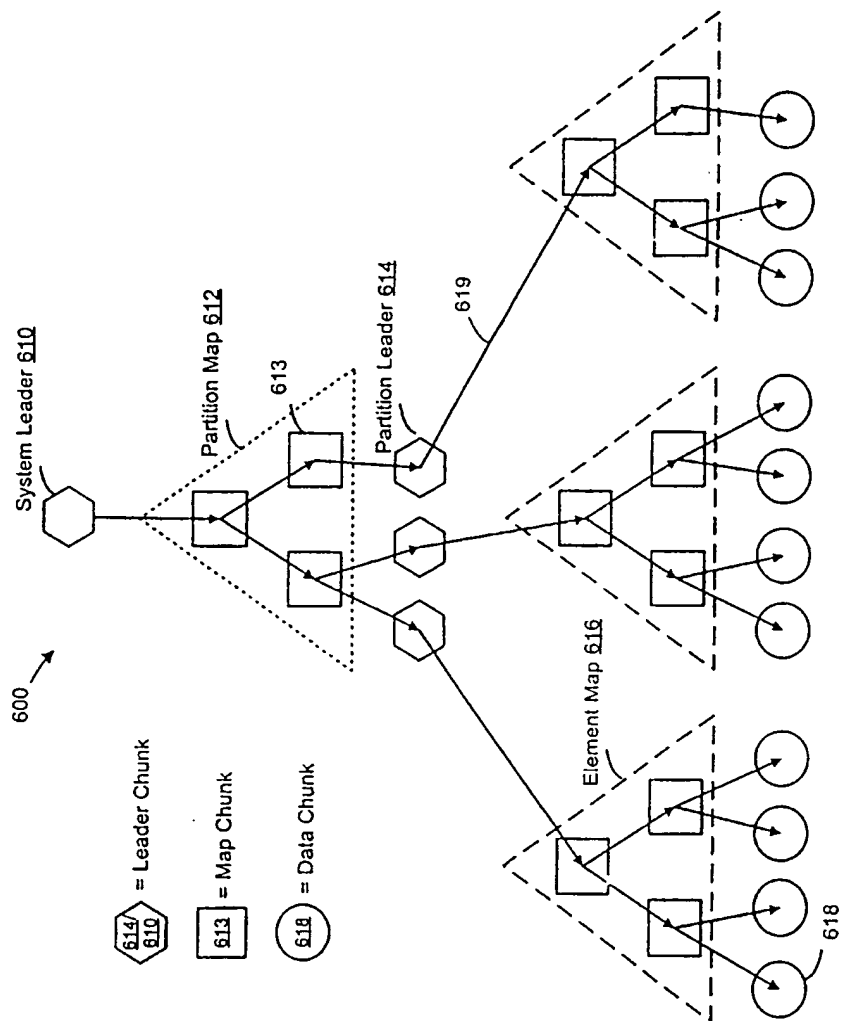 600
System Leader 610
Partition Map 612
613
Partition Leader 614
619
614/
610
= Leader Chunk
613 = Map Chunk
618 = Data Chunk
Element Map 616
618